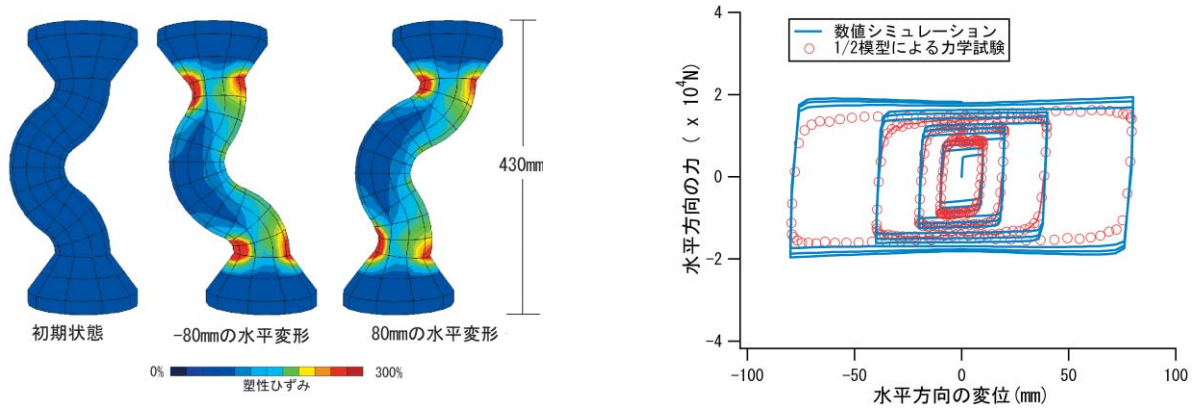 430mm
初期状態
-80mmの水平変形
80mmの水平変形
0%
300%
塑性ひずみ
数値シミュレーション
1/2模型による力学試験
水平方向の力 ( x 10⁴N)
4
2
0
-2
-4
-100
-50
0
50
100
水平方向の変位(mm)